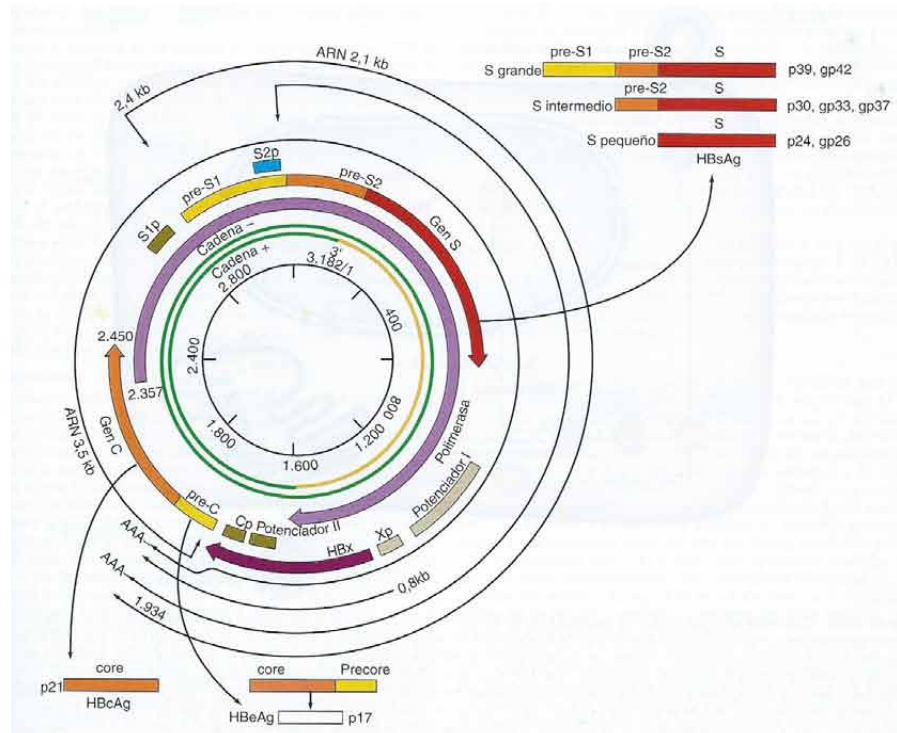 ARN 2,1 kb
2,4 kb
pre-S1 pre-S2 S
S grande p39, gp42
pre-S2 S
S intermedio p30, gp33, gp37
S
S pequeño p24, gp26
HBsAg
S2p
pre-S1
pre-S2
Gen S
S1p
Cadena –
Cadena +
3'
3.182/1
2.800
400
2.450
2.400
2.357
800
1.800
1.200
1.600
Polimerasa
Gen C
ARN 3.5 kb
pre-C
Cp Potenciador II
Potenciador I
Xp
HBx
AAA
AAA
0,8kb
1.934
core
p21
HBcAg
core Precore
HBeAg p17